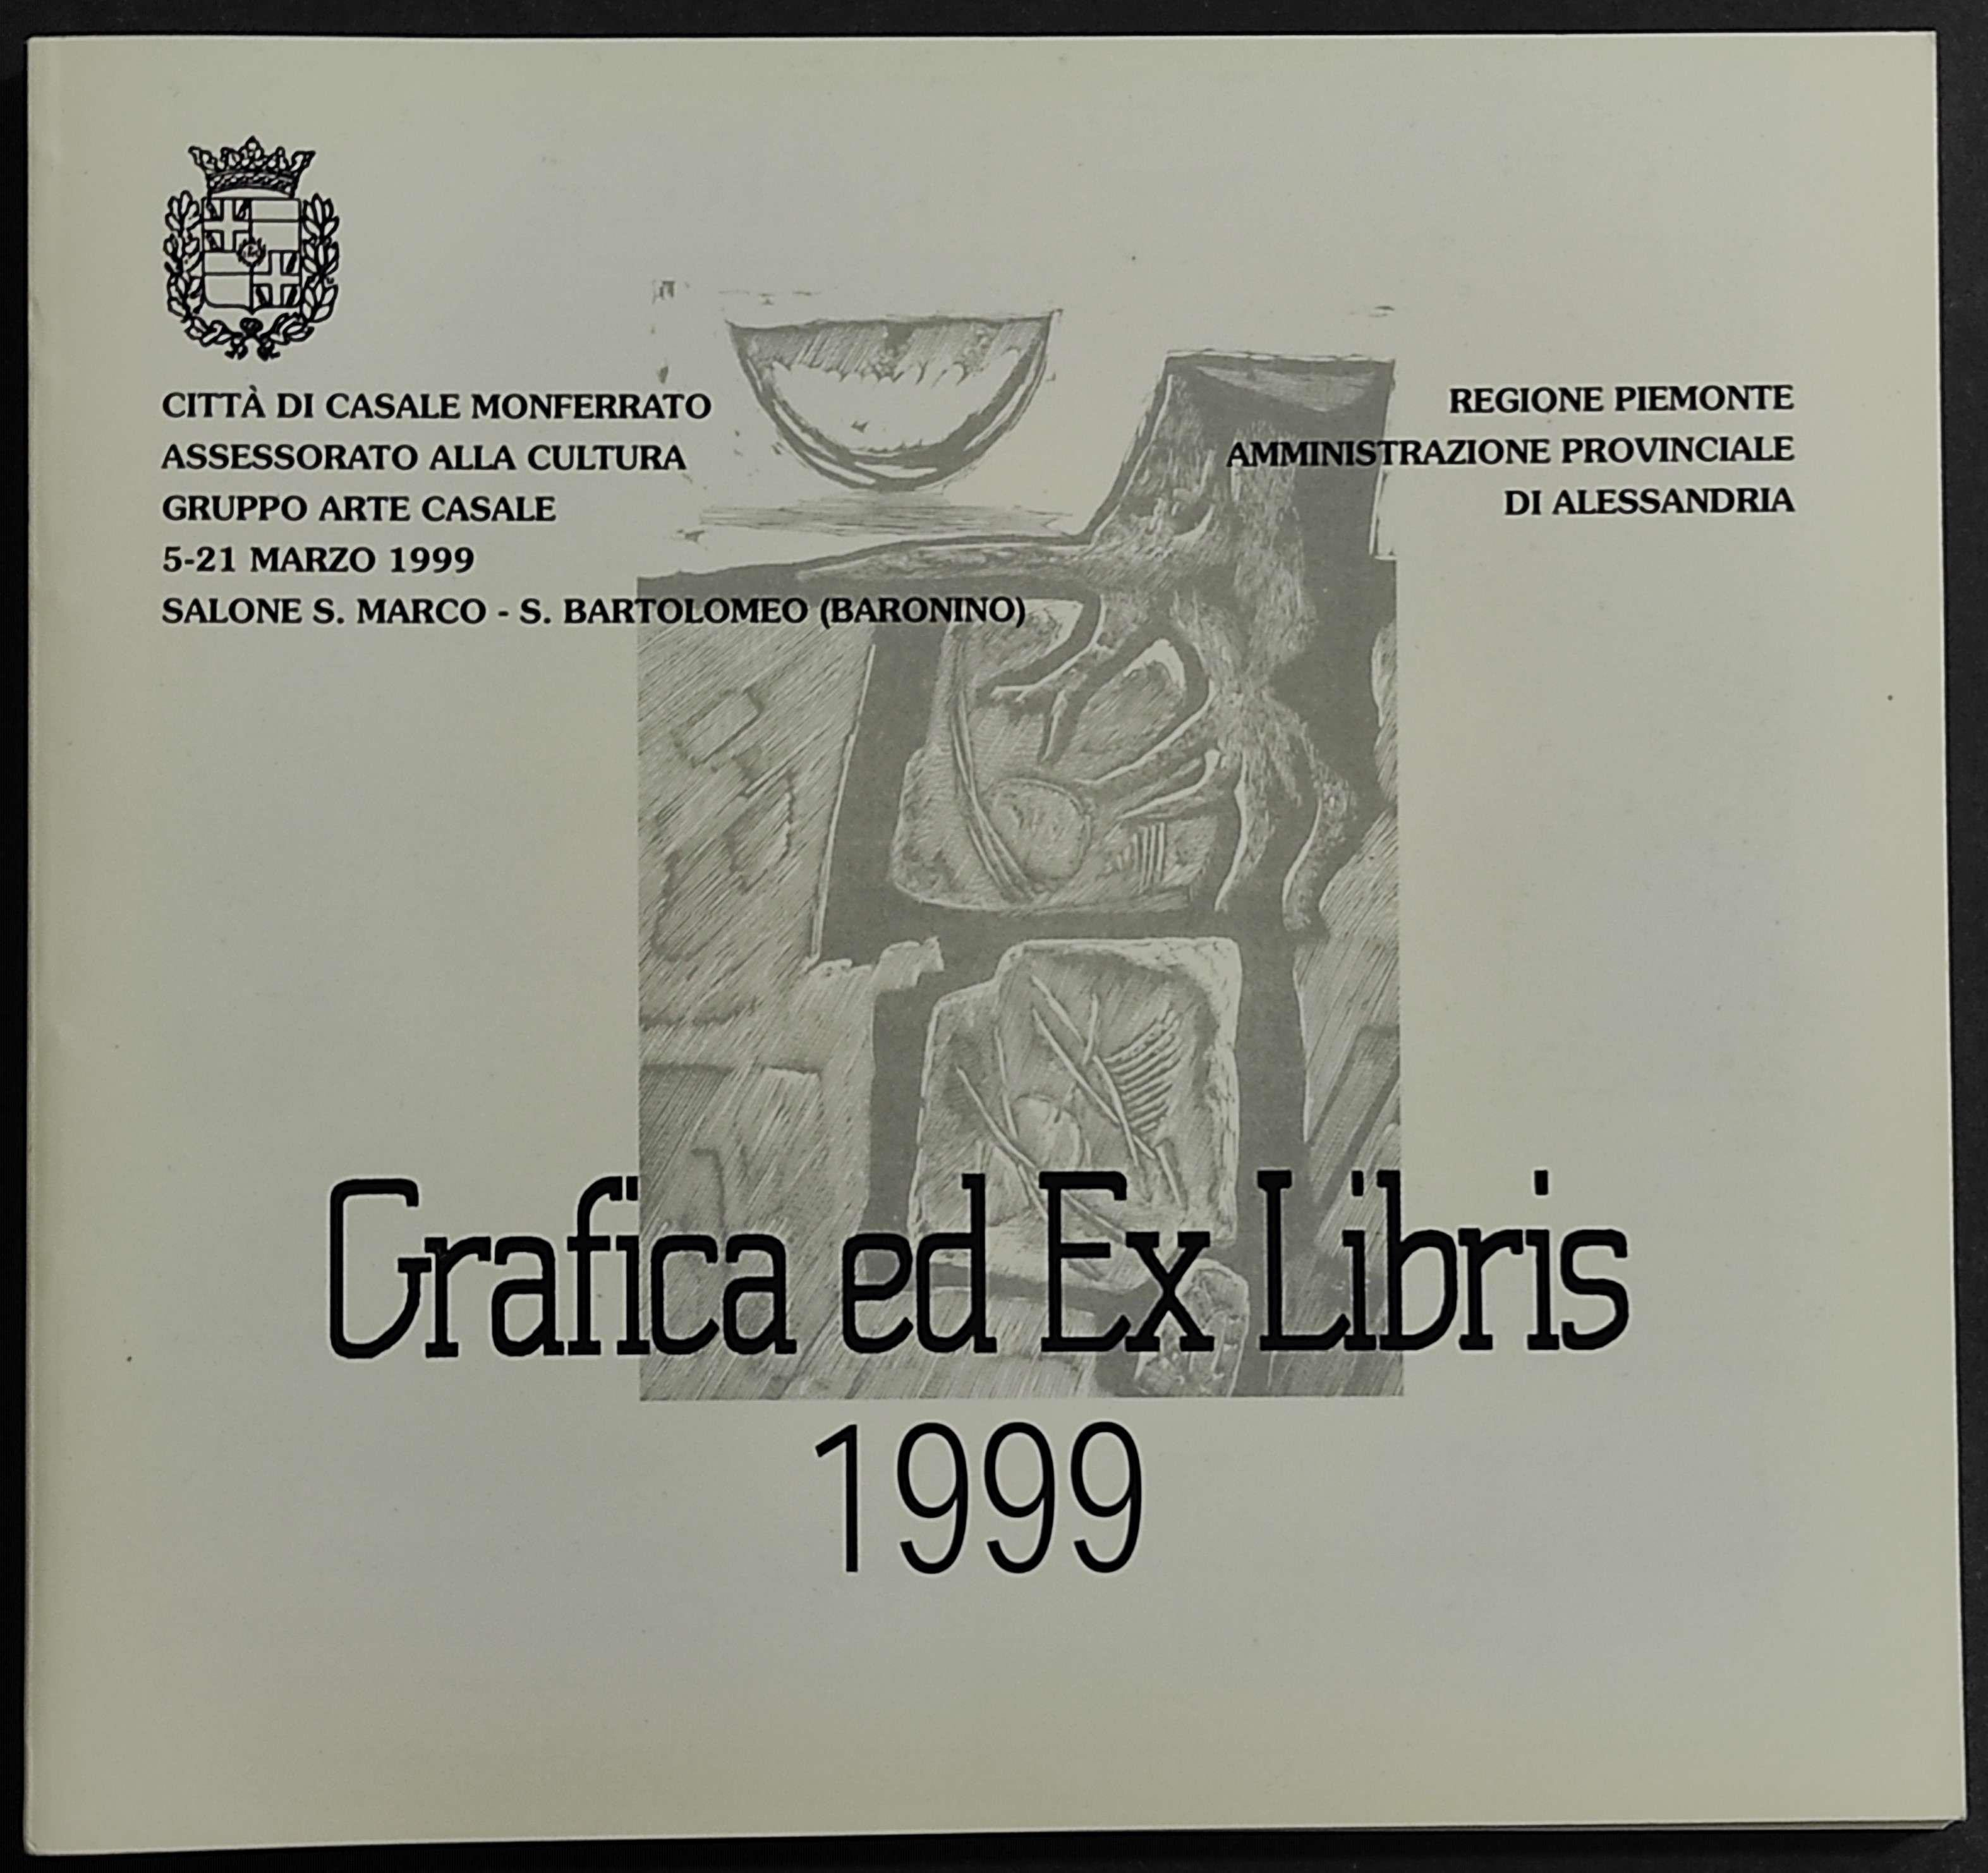 CITTÀ DI CASALE MONFERRATO
ASSESSORATO ALLA CULTURA
GRUPPO ARTE CASALE
5-21 MARZO 1999
SALONE S. MARCO - S. BARTOLOMEO (BARONINO)
REGIONE PIEMONTE
AMMINISTRAZIONE PROVINCIALE
DI ALESSANDRIA
Grafica ed Ex Libris
1999